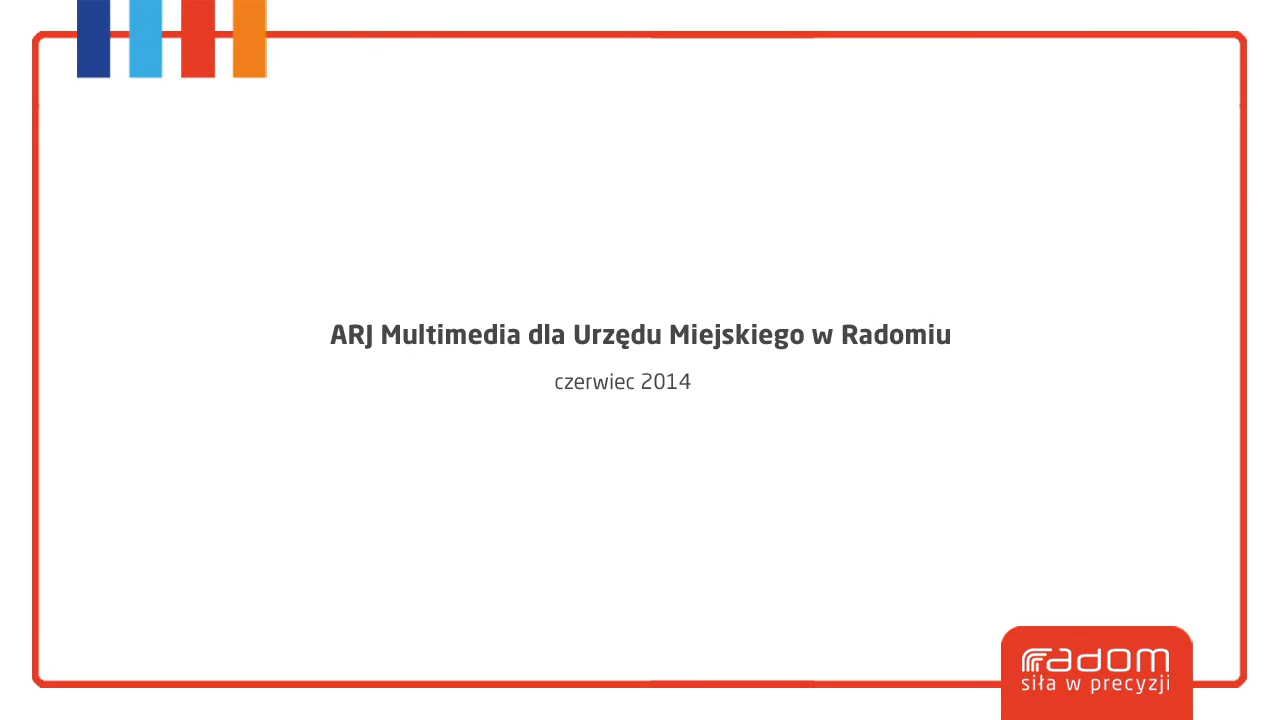 ARJ Multimedia dla Urzędu Miejskiego w Radomiu
czerwiec 2014
radom
siła w precyzji